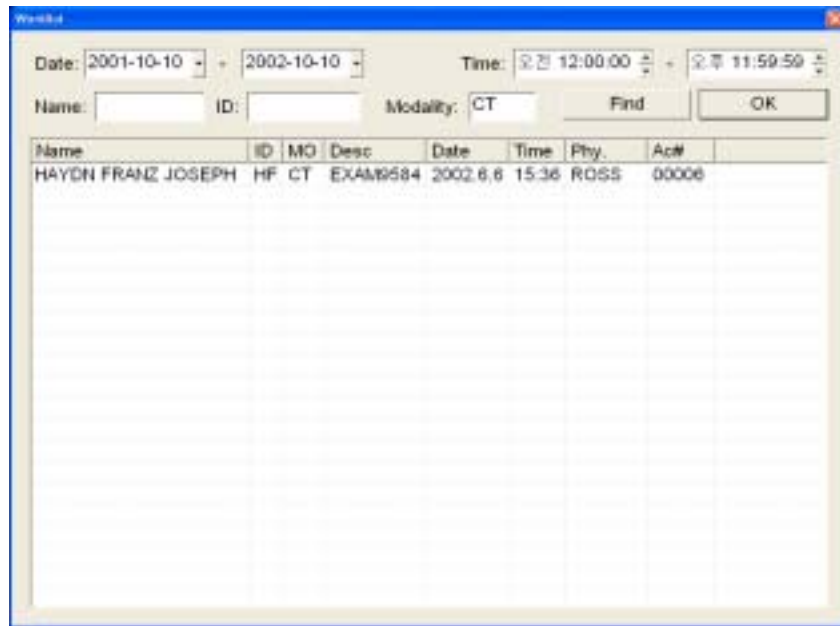 Worklist
Date: 2001-10-10 - 2002-10-10 Time: 오전 12:00:00 - 오후 11:59:59
Name: ID: Modality: CT Find OK
Name ID MO Desc Date Time Phy. Ac#
HAYDN FRANZ JOSEPH HF CT EXAM9584 2002.6.6 15:36 ROSS 00006